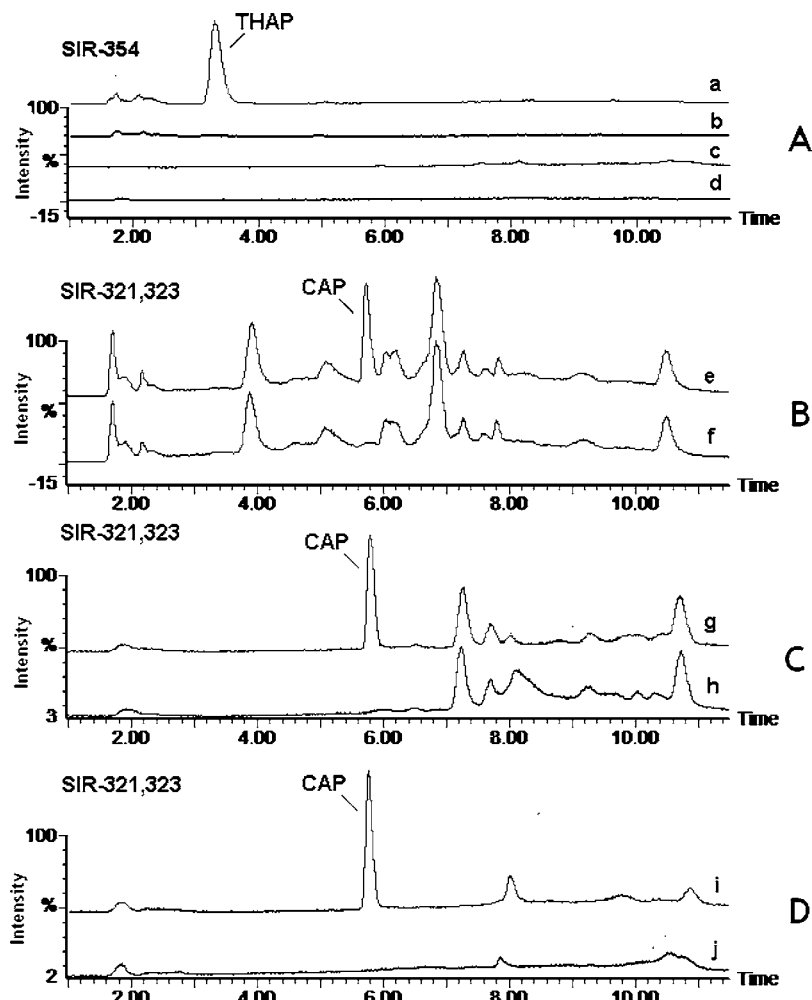 SIR-354
THAP
a
100
b
A
c
Intensity
%
d
-15
Time
2.00 4.00 6.00 8.00 10.00
SIR-321,323
CAP
100
e
Intensity
%
B
f
-15
Time
2.00 4.00 6.00 8.00 10.00
SIR-321,323
CAP
100
g
Intensity
%
C
h
3
Time
2.00 4.00 6.00 8.00 10.00
SIR-321,323
CAP
100
i
Intensity
%
D
j
2
Time
2.00 4.00 6.00 8.00 10.00